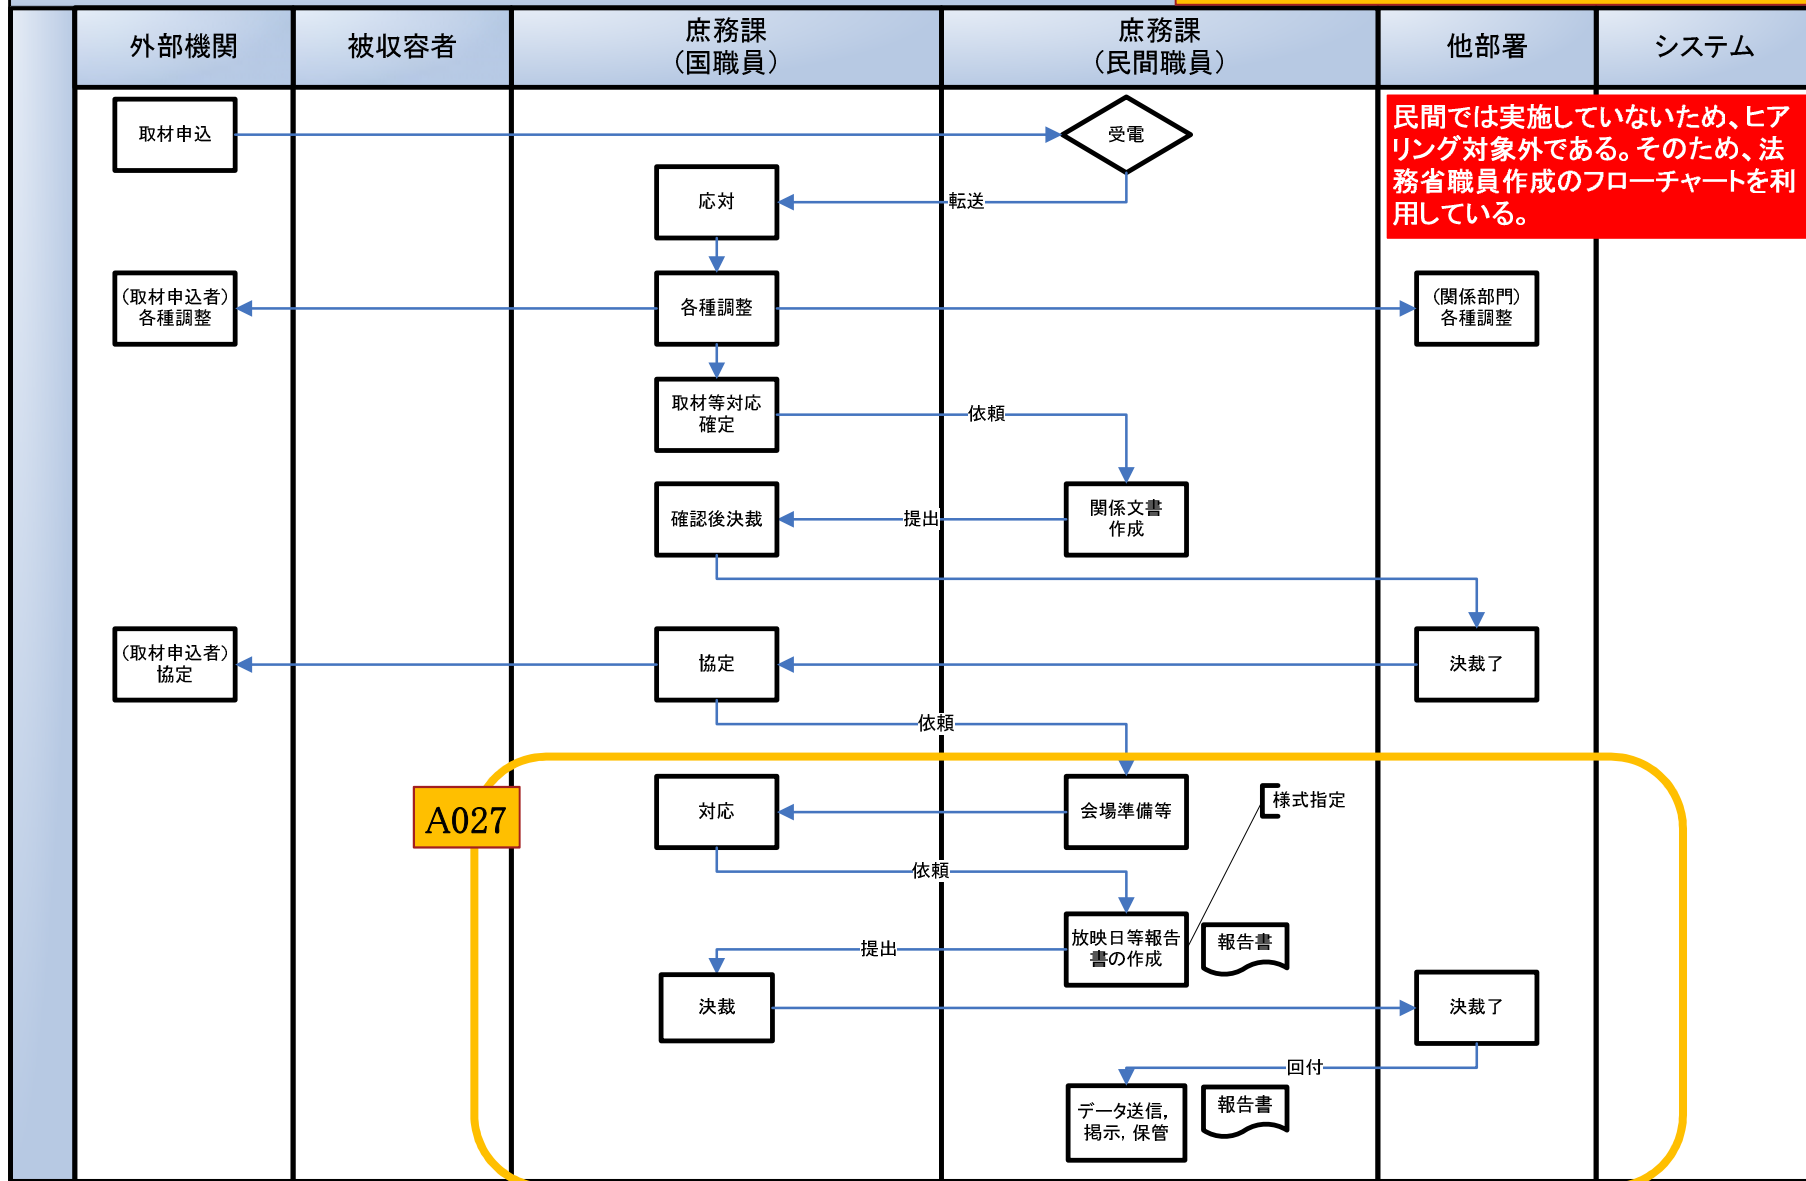 外部機関
被収容者
庶務課
（国職員）
庶務課
（民間職員）
他部署
システム
民間では実施していないため、ヒア
リング対象外である。そのため、法
務省職員作成のフローチャートを利
用している。
取材申込
受電
応対
転送
（取材申込者）
各種調整
各種調整
（関係部門）
各種調整
取材等対応
確定
依頼
確認後決裁
提出
関係文書
作成
（取材申込者）
協定
協定
決裁了
依頼
A027
対応
会場準備等
様式指定
依頼
提出
放映日等報告
書の作成
報告書
決裁
決裁了
回付
データ送信，
掲示，保管
報告書